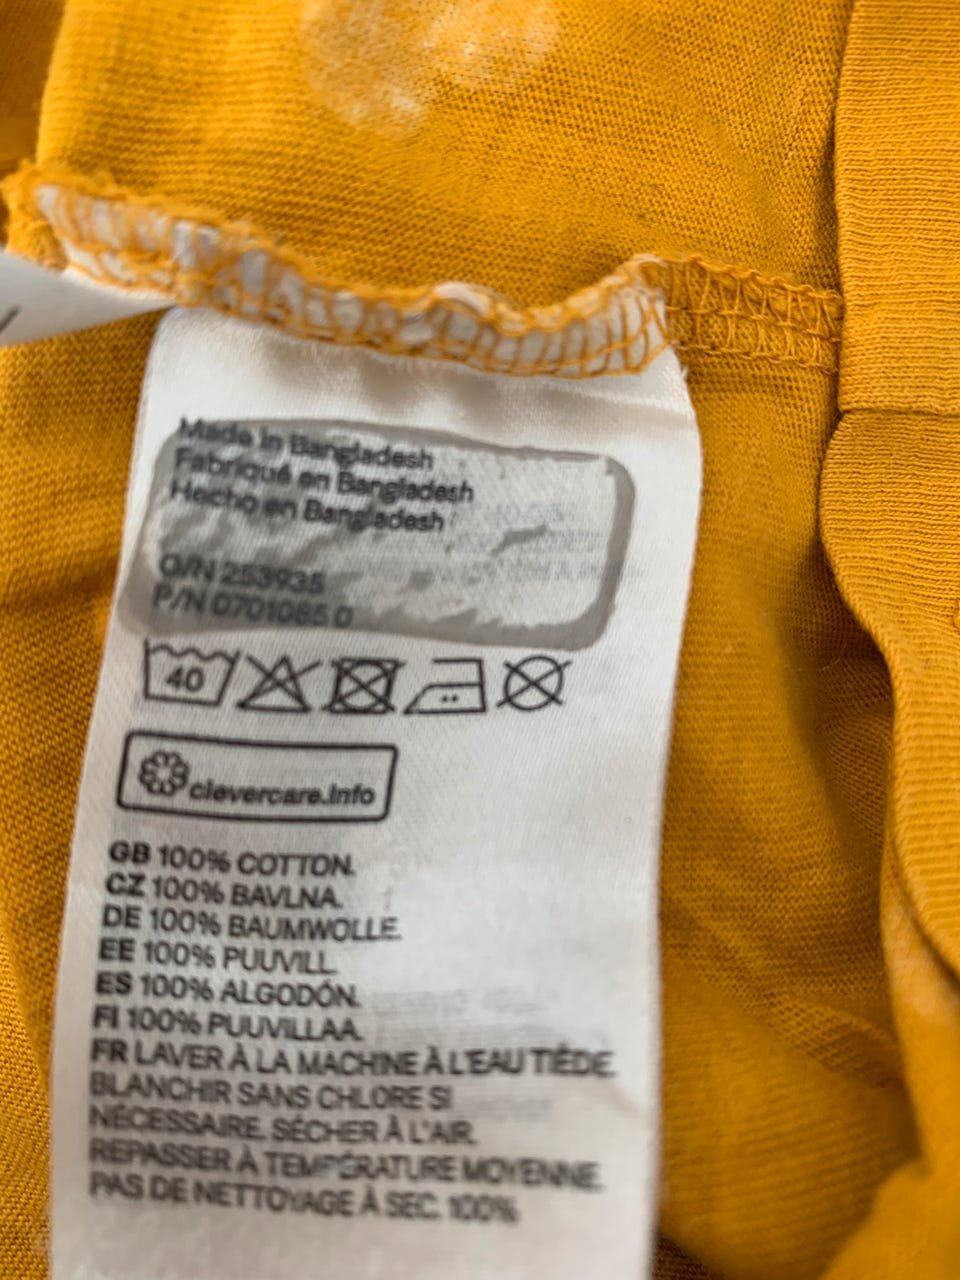 Made in Bangladesh
Fabriqué en Bangladesh
Hecho en Bangladesh
O/N 253935
P/N 0701085 0
40
clevercare.info
GB 100% COTTON.
CZ 100% BAVLNA.
DE 100% BAUMWOLLE.
EE 100% PUUVILL.
ES 100% ALGODÓN.
FI 100% PUUVILLAA.
FR LAVER À LA MACHINE À L'EAU TIÈDE.
BLANCHIR SANS CHLORE SI
NÉCESSAIRE. SÉCHER À L'AIR.
REPASSER À TEMPÉRATURE MOYENNE.
PAS DE NETTOYAGE À SEC. 100%